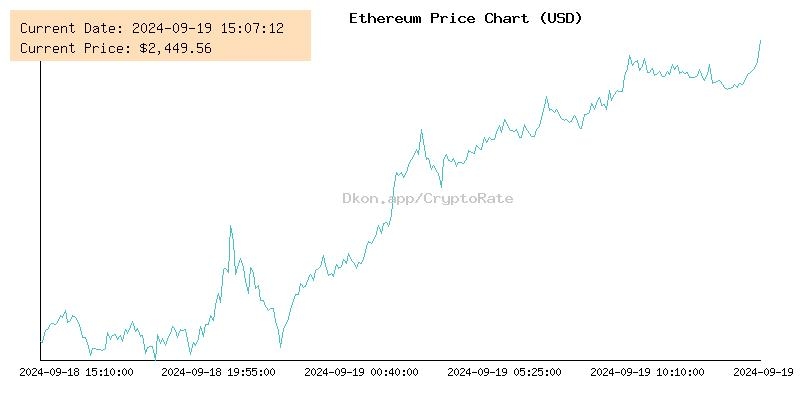 Ethereum Price Chart (USD)
Current Date: 2024-09-19 15:07:12
Current Price: $2,449.56
Dkon.app/CryptoRate
2024-09-18 15:10:00 2024-09-18 19:55:00 2024-09-19 00:40:00 2024-09-19 05:25:00 2024-09-19 10:10:00 2024-09-19